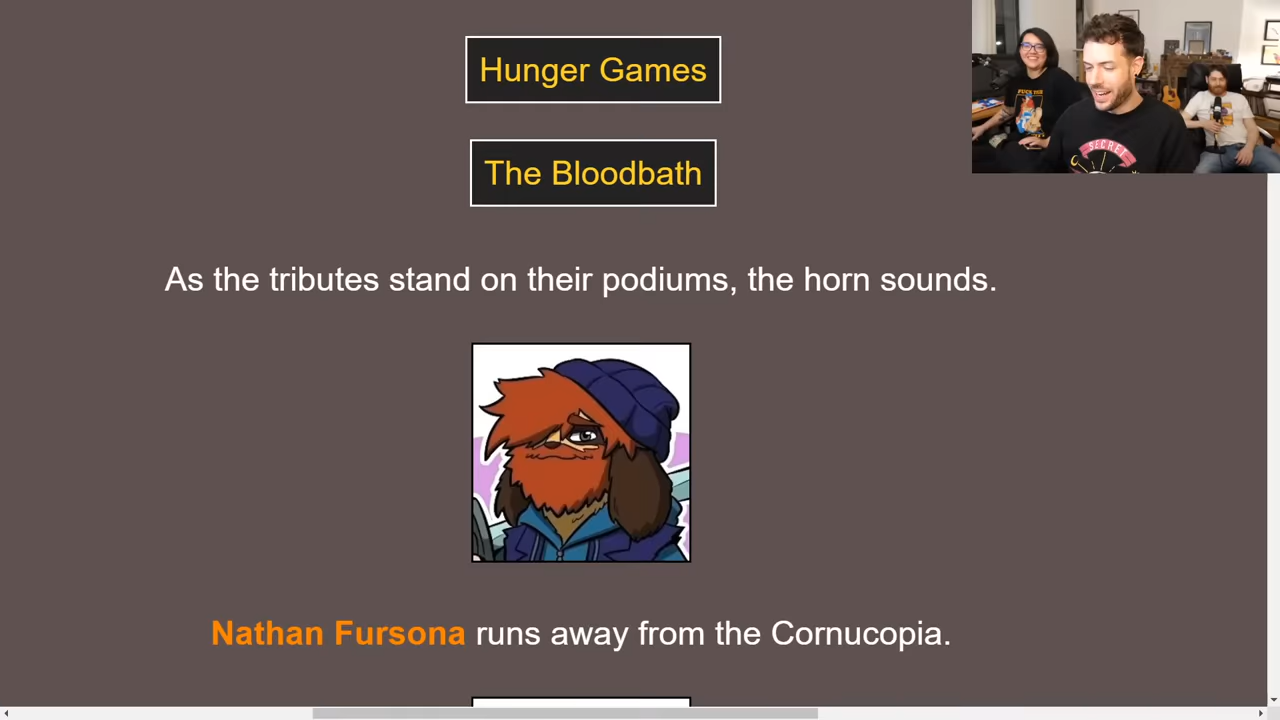 Hunger Games
The Bloodbath
As the tributes stand on their podiums, the horn sounds.
Nathan Fursona runs away from the Cornucopia.
SECRET